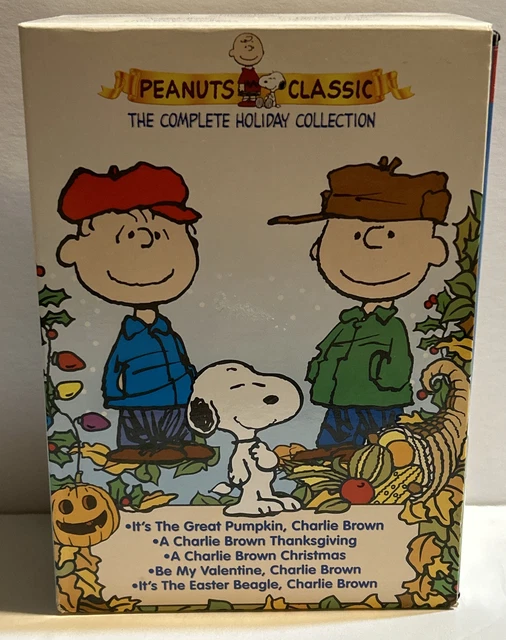 PEANUTS CLASSIC
THE COMPLETE HOLIDAY COLLECTION
•It's The Great Pumpkin, Charlie Brown
•A Charlie Brown Thanksgiving
•A Charlie Brown Christmas
•Be My Valentine, Charlie Brown
•It's The Easter Beagle, Charlie Brown